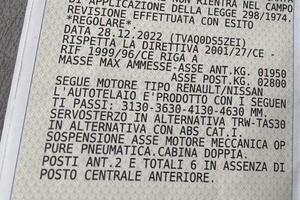 DI APPLICAZIONE DELLA LEGGE 298/1974.
REVISIONE EFFETTUATA CON ESITO
*REGOLARE*
DATA 28.12.2022 (TVA0DS5ZE1)
RISPETTA LA DIRETTIVA 2001/27/CE -
RIF 1999/96/CE RIGA A
MASSE MAX AMMESSE-ASSE ANT.KG. 01950
ASSE POS.KG. 02800
SEGUE MOTORE TIPO RENAULT/NISSAN
L'AUTOTELAIO E'PRODOTTO CON I SEGUEN
TI PASSI: 3130-3630-4130-4630 MM.
SERVOSTERZO IN ALTERNATIVA TRW-TAS30
IN ALTERNATIVA CON ABS CAT.I.
SOSPENSIONE ASSE MOTORE MECCANICA OP
PURE PNEUMATICA.CABINA DOPPIA.
POSTI ANT.2 E TOTALI 6 IN ASSENZA DI
POSTO CENTRALE ANTERIORE.